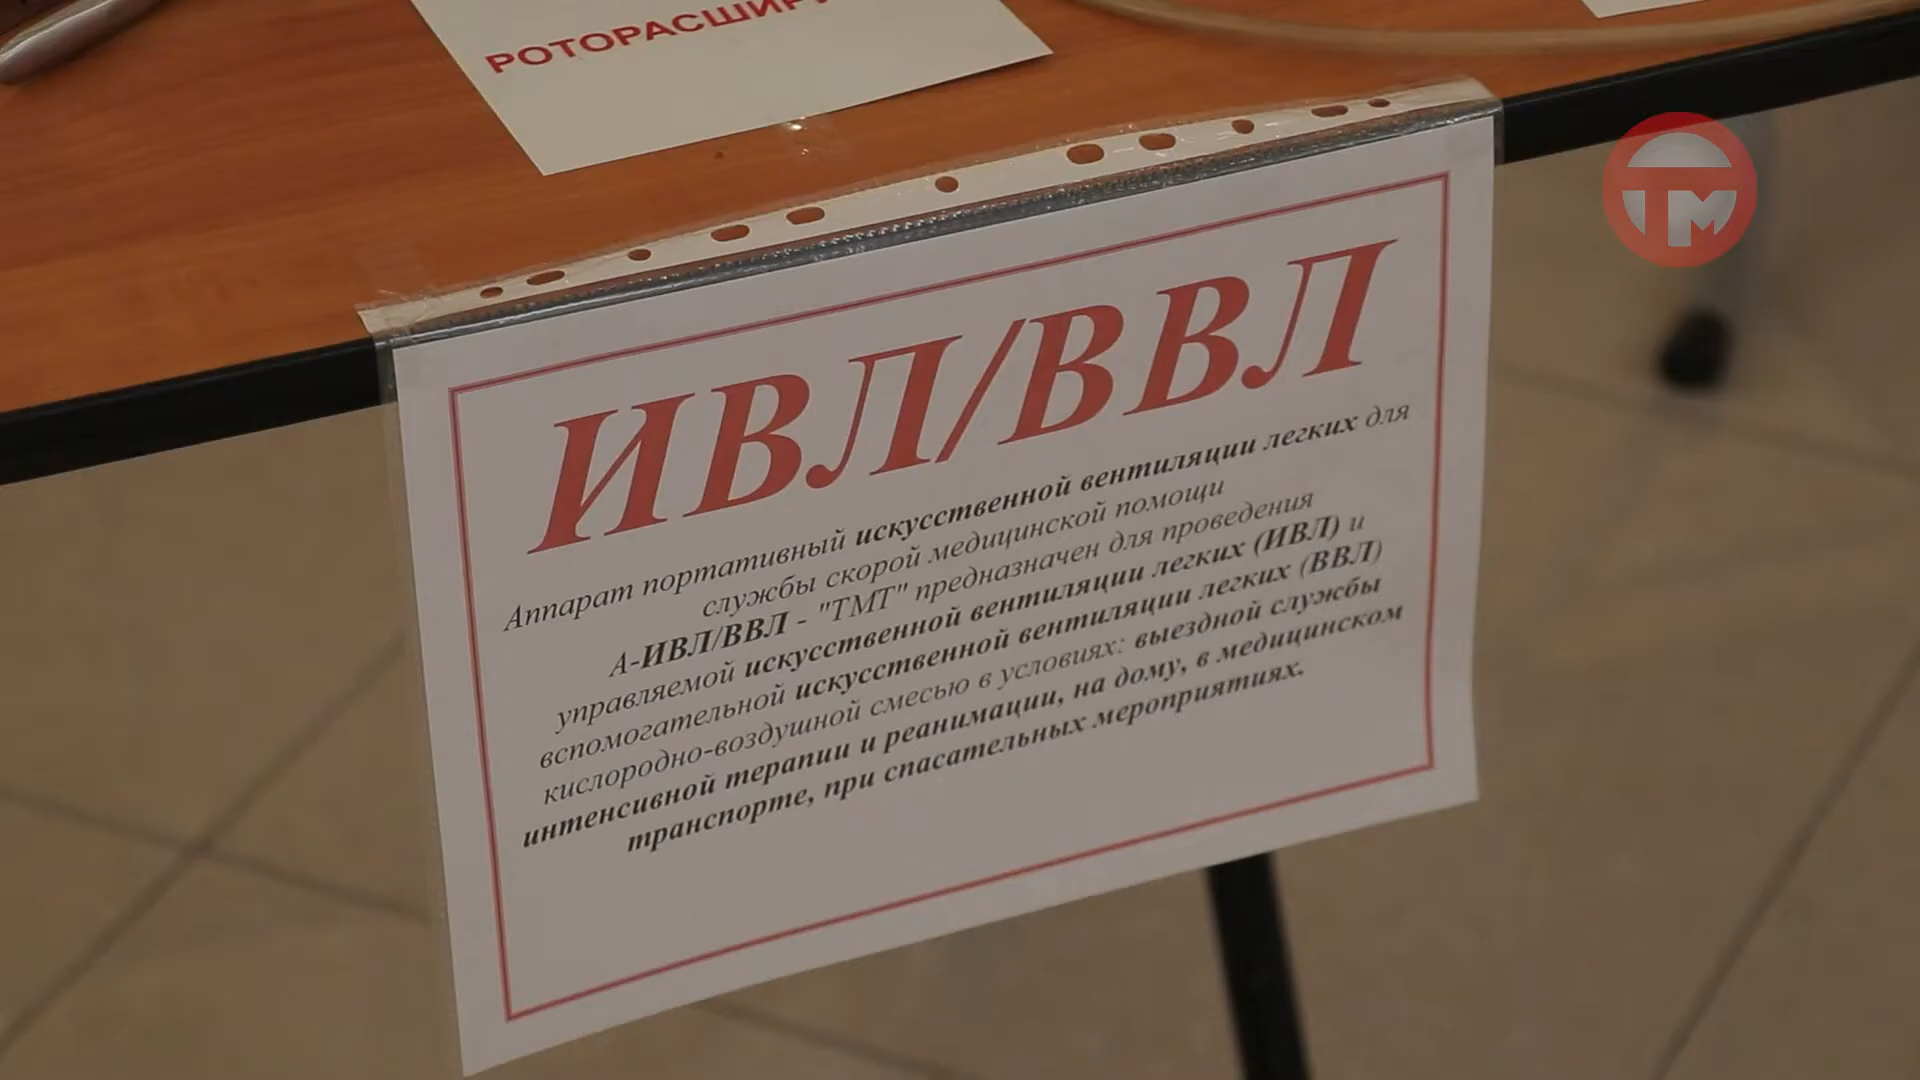 РОТОРАСШИР
ТМ
ИВЛ/ВВЛ
Аппарат портативный искусственной вентиляции легких для
службы скорой медицинской помощи
А-ИВЛ/ВВЛ - "ТМТ" предназначен для проведения
управляемой искусственной вентиляции легких (ИВЛ) и
вспомогательной искусственной вентиляции легких (ВВЛ)
кислородно-воздушной смесью в условиях: выездной службы
интенсивной терапии и реанимации, на дому, в медицинском
транспорте, при спасательных мероприятиях.